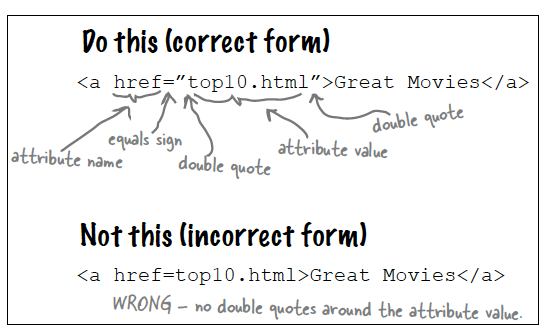 Do this (correct form)
<a href=”top10.html”>Great Movies</a>
attribute name
equals sign
double quote
attribute value
double quote
Not this (incorrect form)
<a href=top10.html>Great Movies</a>
WRONG – no double quotes around the attribute value.